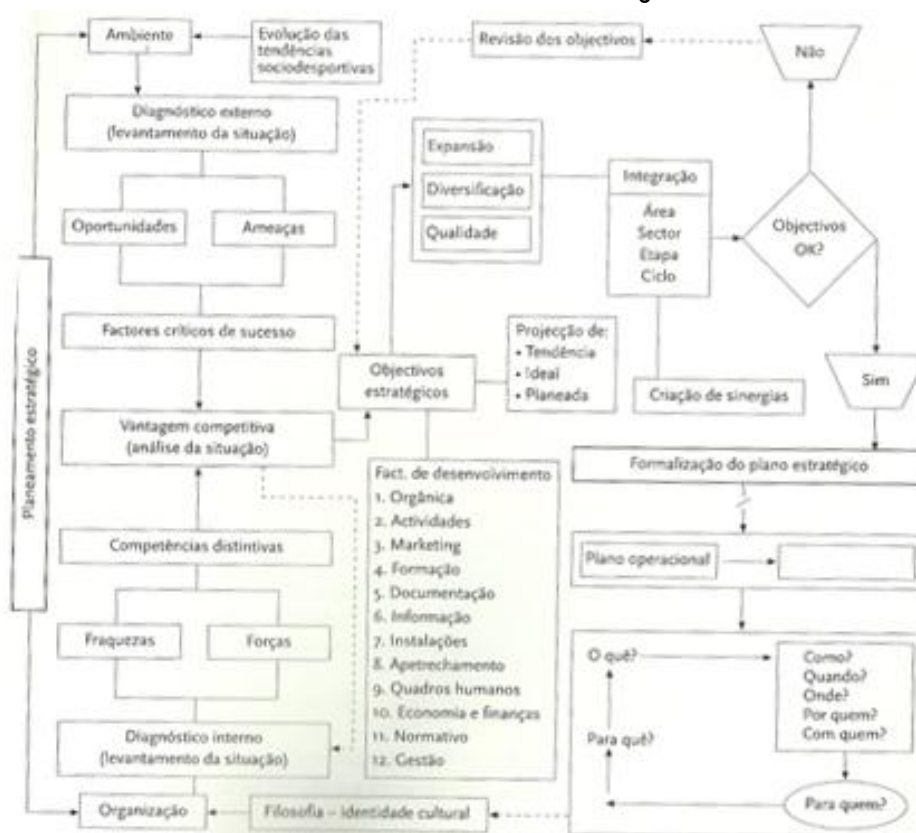 Ambiente
Evolução das
tendências
sociodesportivas
Revisão dos objectivos
Não
Diagnóstico externo
(levantamento da situação)
Oportunidades
Ameaças
Factores críticos de sucesso
Vantagem competitiva
(análise da situação)
Competências distintivas
Fraquezas
Forças
Diagnóstico interno
(levantamento da situação)
Organização
Filosofia – identidade cultural
Planeamento estratégico
Expansão
Diversificação
Qualidade
Integração
Área
Sector
Etapa
Ciclo
Objectivos
OK?
Objectivos
estratégicos
Projecção de:
• Tendência
• Ideal
• Planeada
Criação de sinergias
Sim
Fact. de desenvolvimento
1. Orgânica
2. Actividades
3. Marketing
4. Formação
5. Documentação
6. Informação
7. Instalações
8. Apetrechamento
9. Quadros humanos
10. Economia e finanças
11. Normativo
12. Gestão
Formalização do plano estratégico
Plano operacional
O quê?
Como?
Quando?
Onde?
Por quem?
Com quem?
Para quê?
Para quem?